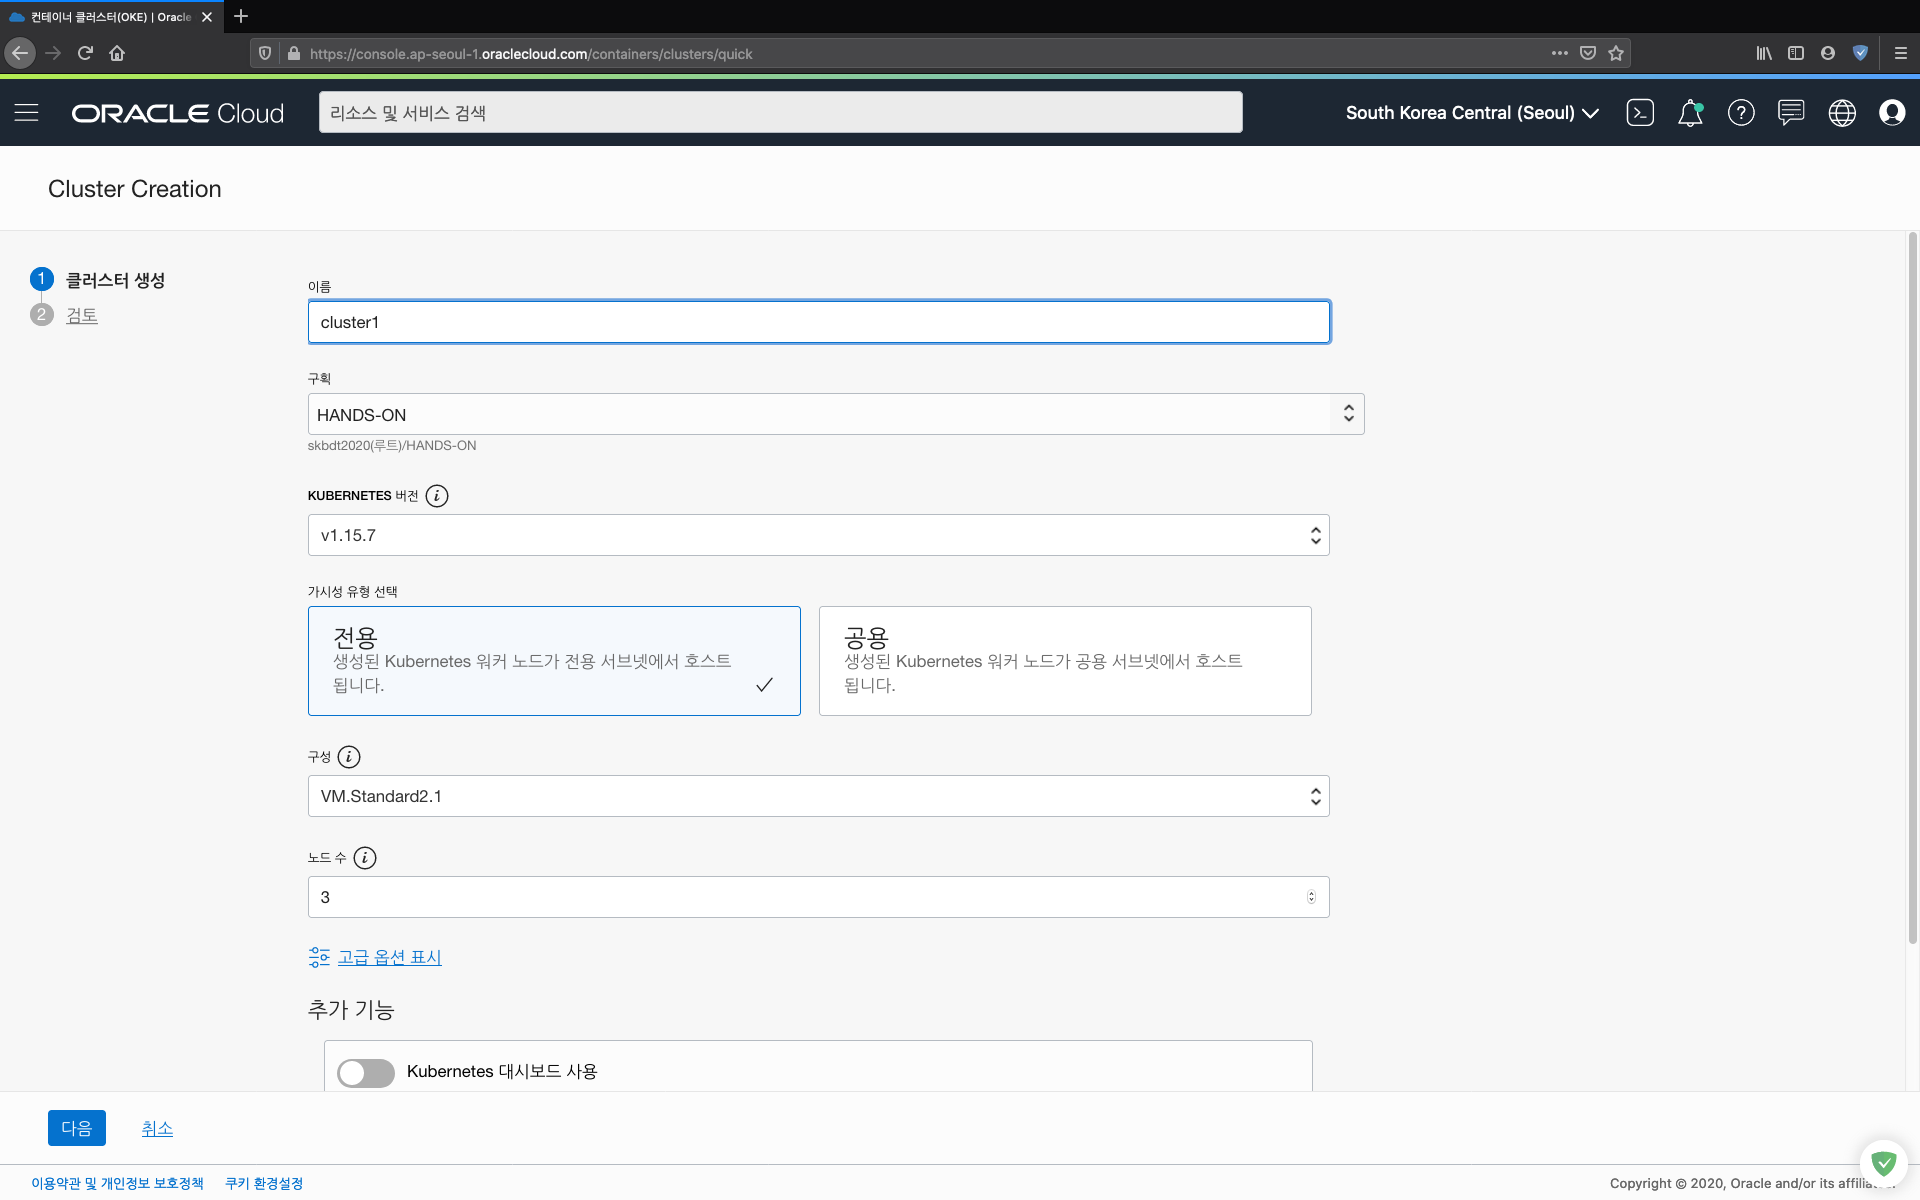 컨테이너 클러스터(OKE) | Oracle
https://console.ap-seoul-1.oraclecloud.com/containers/clusters/quick
ORACLE Cloud
리소스 및 서비스 검색
South Korea Central (Seoul)
Cluster Creation
1 클러스터 생성
2 검토
이름
cluster1
구획
HANDS-ON
skbdt2020(루트)/HANDS-ON
KUBERNETES 버전
v1.15.7
가시성 유형 선택
전용
생성된 Kubernetes 워커 노드가 전용 서브넷에서 호스트
됩니다.
공용
생성된 Kubernetes 워커 노드가 공용 서브넷에서 호스트
됩니다.
구성
VM.Standard2.1
노드 수
3
고급 옵션 표시
추가 기능
Kubernetes 대시보드 사용
다음
취소
이용약관 및 개인정보 보호정책
쿠키 환경설정
Copyright © 2020, Oracle and/or its